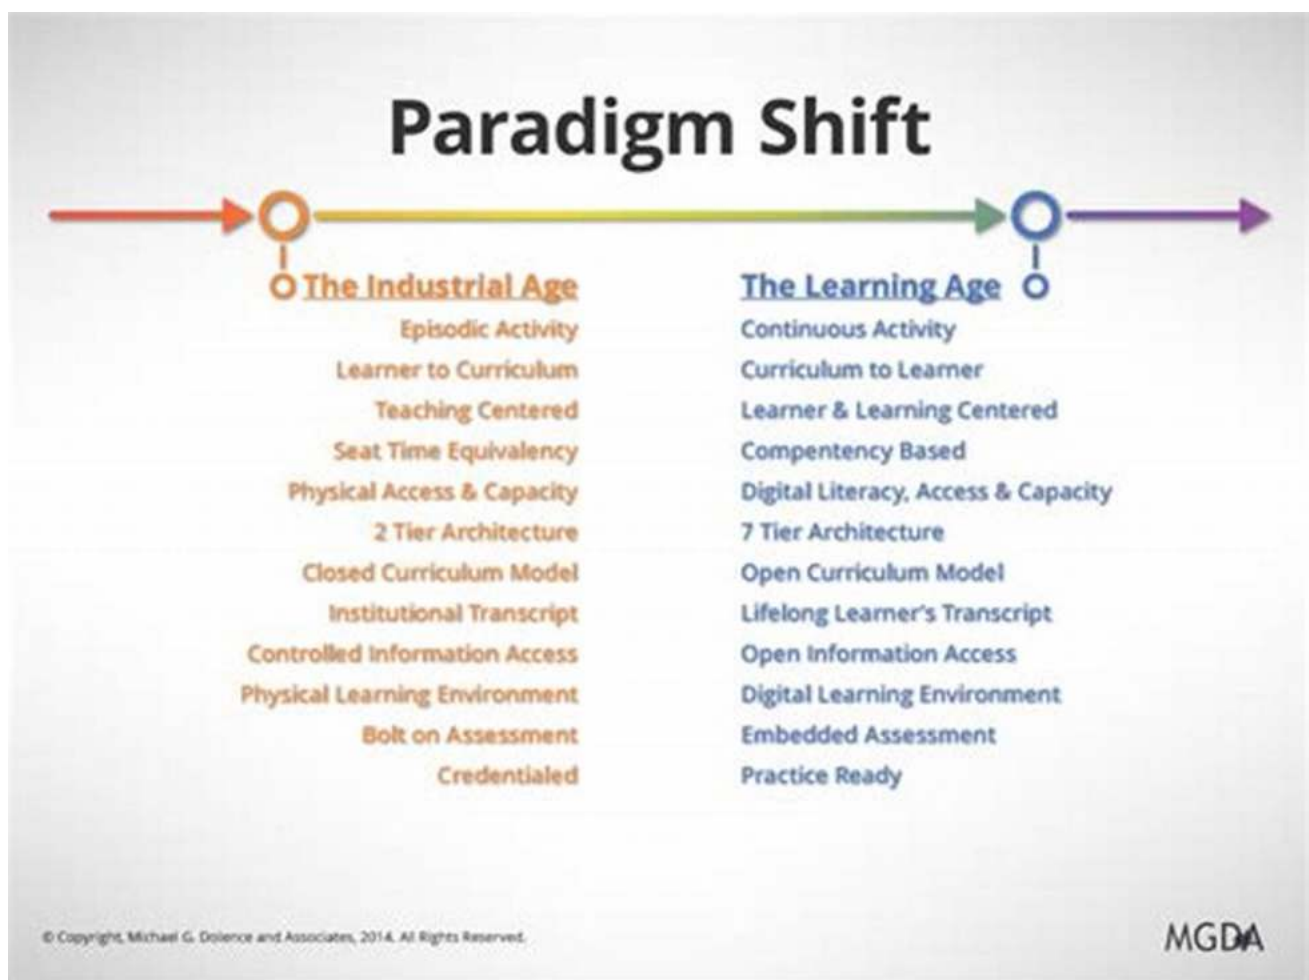 Paradigm Shift
The Industrial Age
Episodic Activity
Learner to Curriculum
Teaching Centered
Seat Time Equivalency
Physical Access & Capacity
2 Tier Architecture
Closed Curriculum Model
Institutional Transcript
Controlled Information Access
Physical Learning Environment
Bolt on Assessment
Credentialed
The Learning Age
Continuous Activity
Curriculum to Learner
Learner & Learning Centered
Compentency Based
Digital Literacy, Access & Capacity
7 Tier Architecture
Open Curriculum Model
Lifelong Learner's Transcript
Open Information Access
Digital Learning Environment
Embedded Assessment
Practice Ready
© Copyright, Michael G. Dolence and Associates, 2014. All Rights Reserved.
MGDA